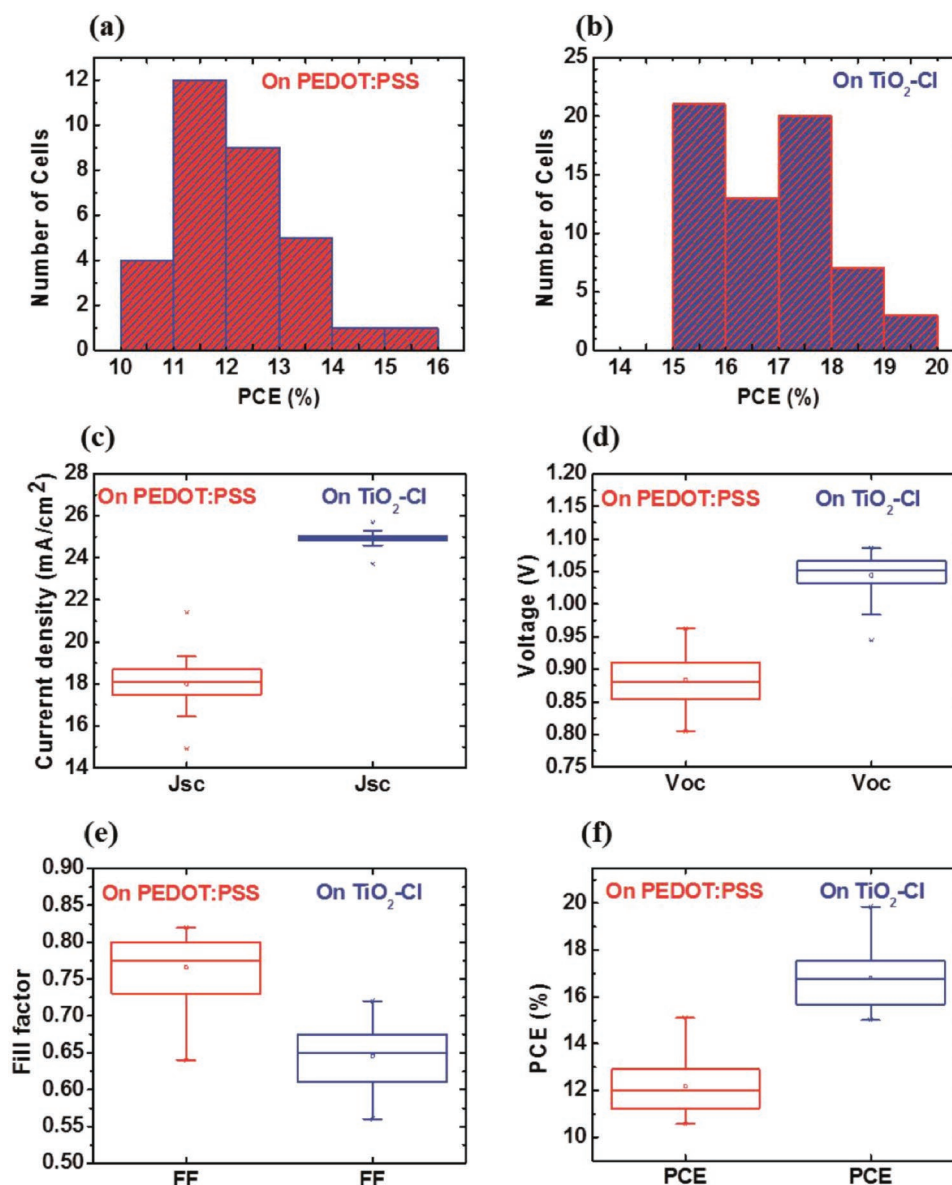 (a)
On PEDOT:PSS
12
10
8
6
4
2
0
Number of Cells
10 11 12 13 14 15 16
PCE (%)
(b)
On TiO2-Cl
25
20
15
10
5
0
Number of Cells
14 15 16 17 18 19 20
PCE (%)
(c)
On PEDOT:PSS On TiO2-Cl
28
26
24
22
20
18
16
14
Currernt density (mA/cm2)
Jsc Jsc
(d)
On PEDOT:PSS On TiO2-Cl
1.20
1.15
1.10
1.05
1.00
0.95
0.90
0.85
0.80
0.75
Voltage (V)
Voc Voc
(e)
On PEDOT:PSS On TiO2-Cl
0.90
0.85
0.80
0.75
0.70
0.65
0.60
0.55
0.50
Fill factor
FF FF
(f)
On PEDOT:PSS On TiO2-Cl
20
18
16
14
12
10
PCE (%)
PCE PCE